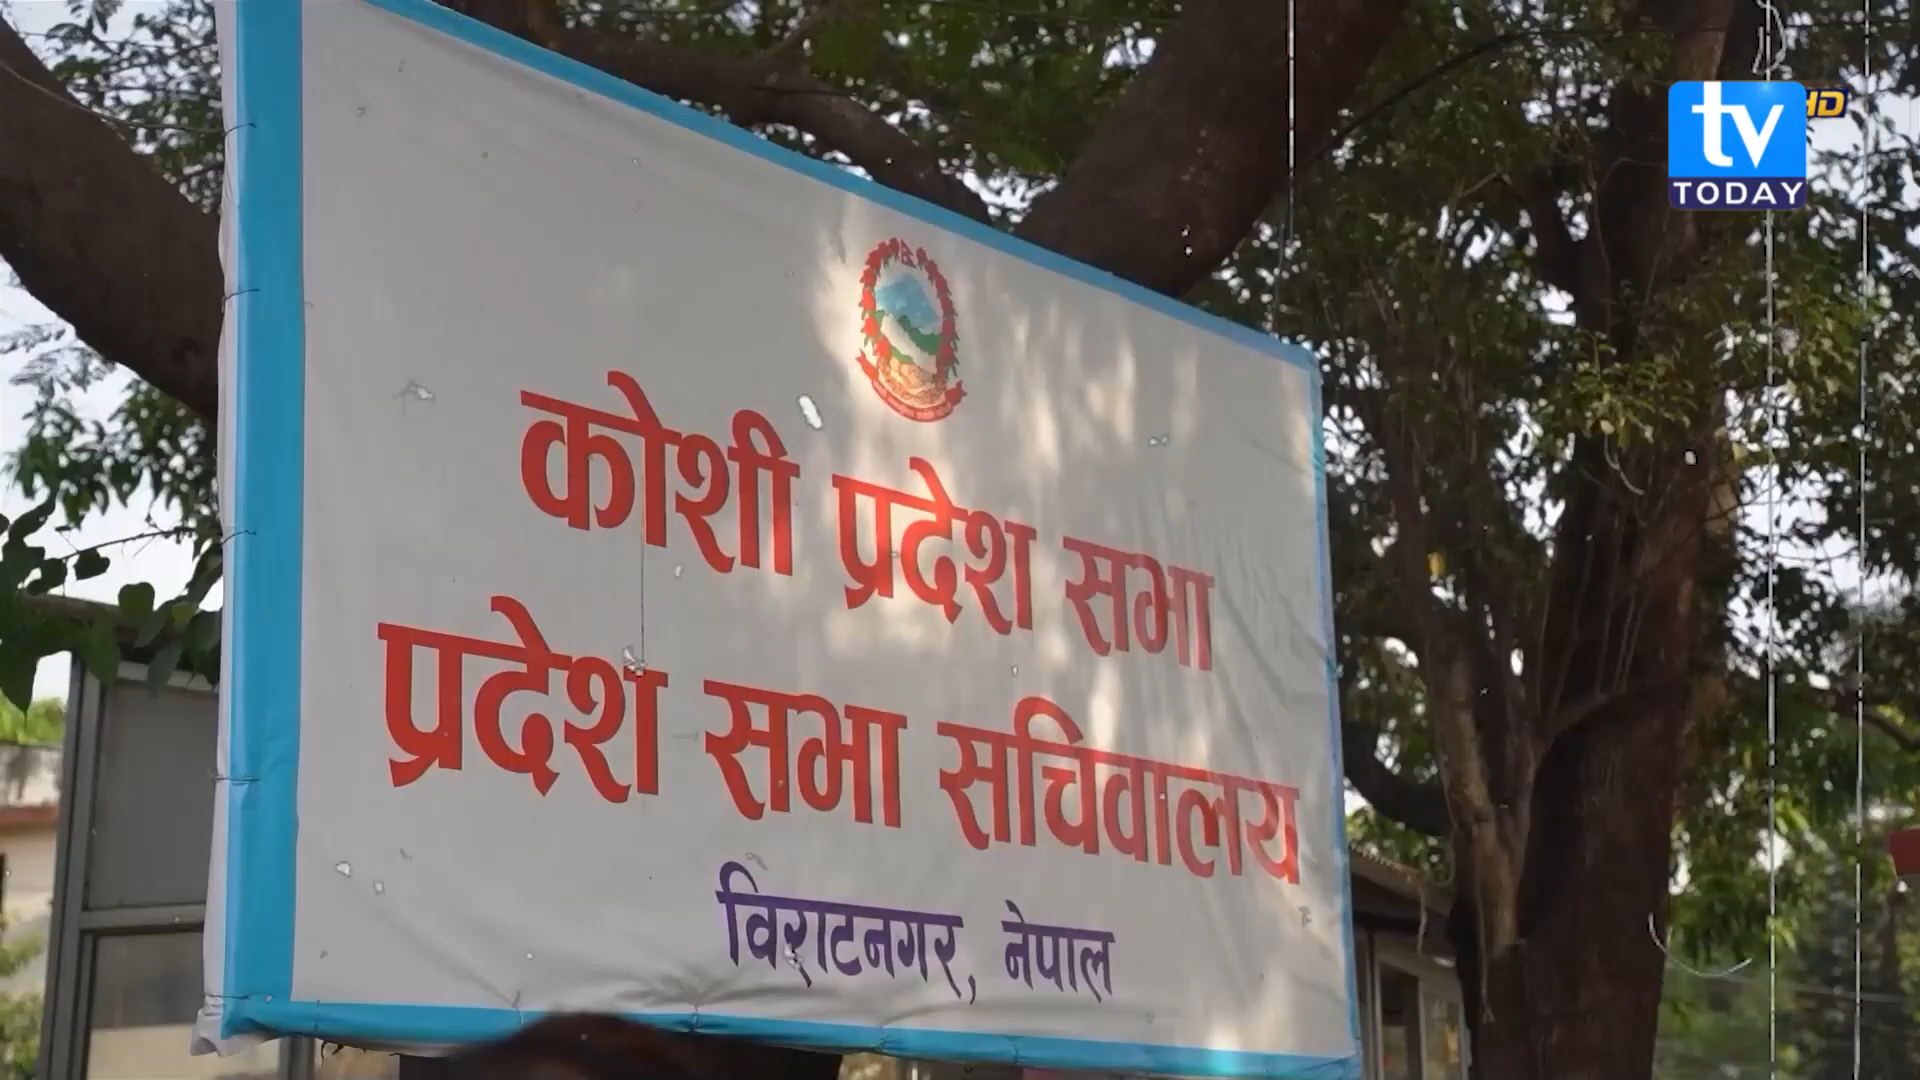 tv HD
TODAY
कोशी प्रदेश सभा
प्रदेश सभा सचिवालय
विराटनगर, नेपाल